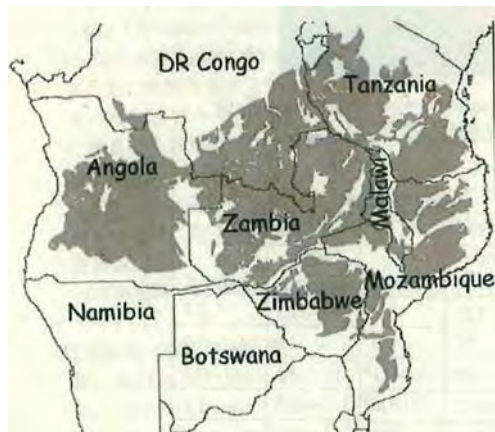 DR Congo
Tanzania
Angola
Malawi
Zambia
Mozambique
Zimbabwe
Namibia
Botswana